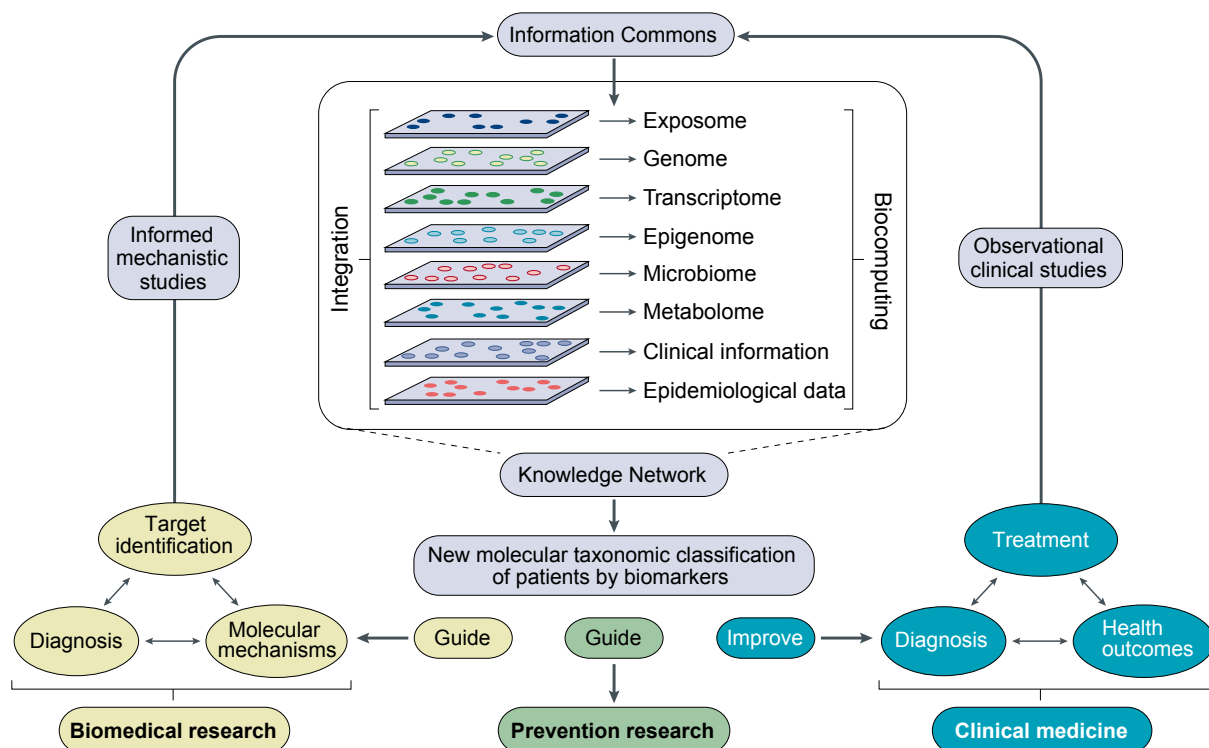 Information Commons
Integration
Exposome
Genome
Transcriptome
Epigenome
Microbiome
Metabolome
Clinical information
Epidemiological data
Biocomputing
Informed
mechanistic
studies
Observational
clinical studies
Knowledge Network
New molecular taxonomic classification
of patients by biomarkers
Target
identification
Diagnosis
Molecular
mechanisms
Guide
Guide
Improve
Treatment
Diagnosis
Health
outcomes
Biomedical research
Prevention research
Clinical medicine